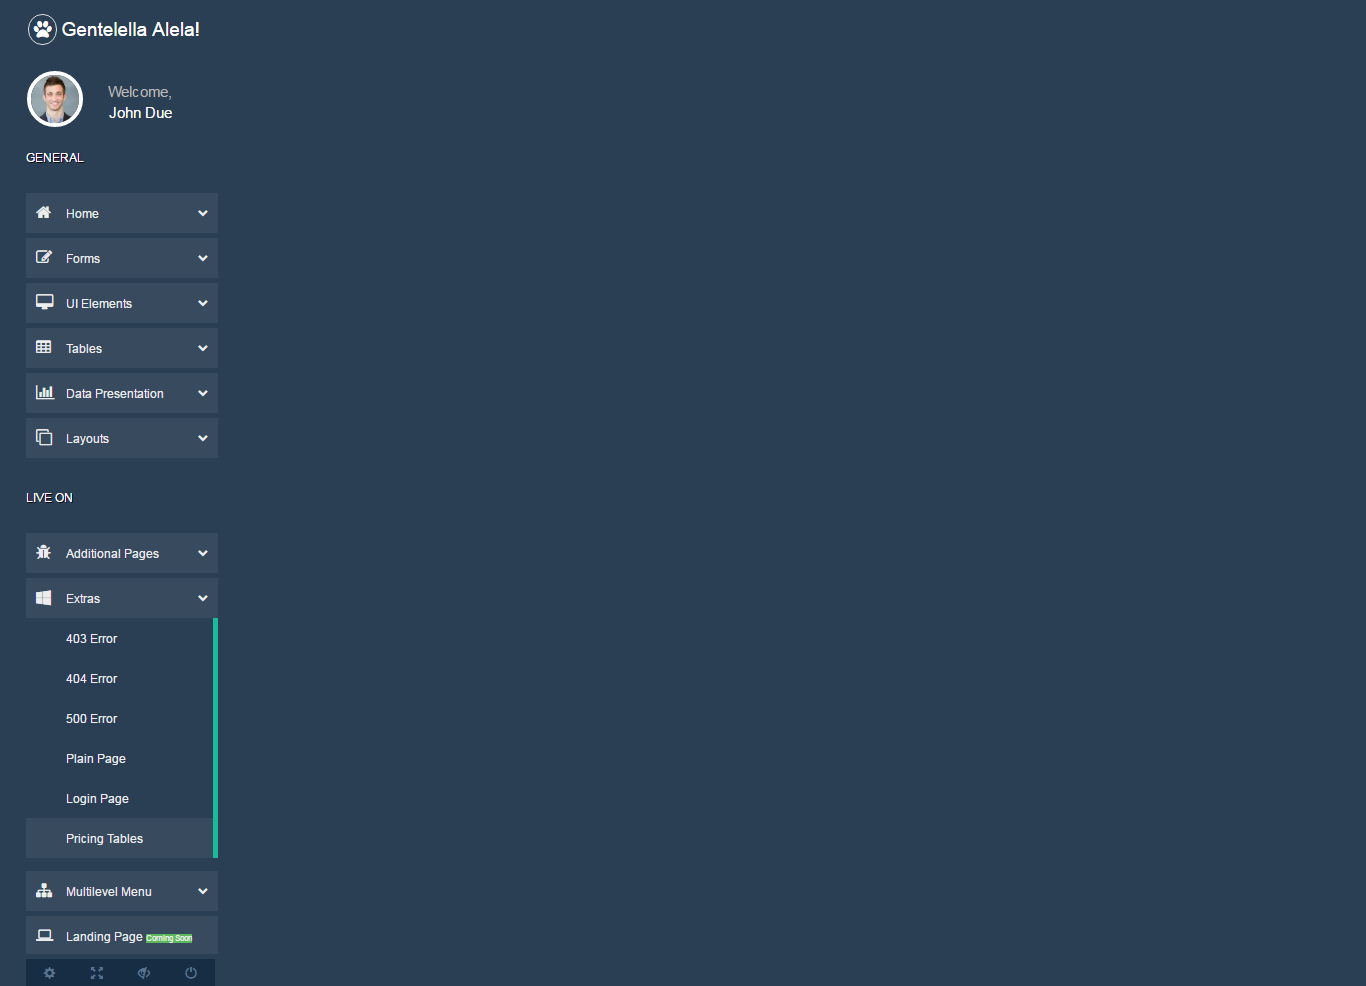 Gentelella Alela!
Welcome,
John Due
GENERAL
Home
Forms
UI Elements
Tables
Data Presentation
Layouts
LIVE ON
Additional Pages
Extras
403 Error
404 Error
500 Error
Plain Page
Login Page
Pricing Tables
Multilevel Menu
Landing Page Coming Soon